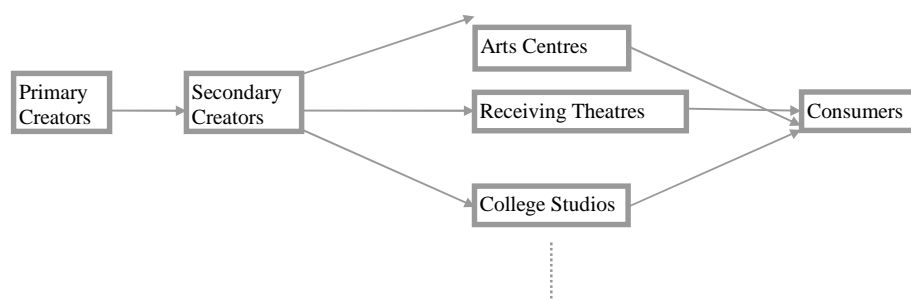 Primary
Creators
Secondary
Creators
Arts Centres
Receiving Theatres
College Studios
Consumers